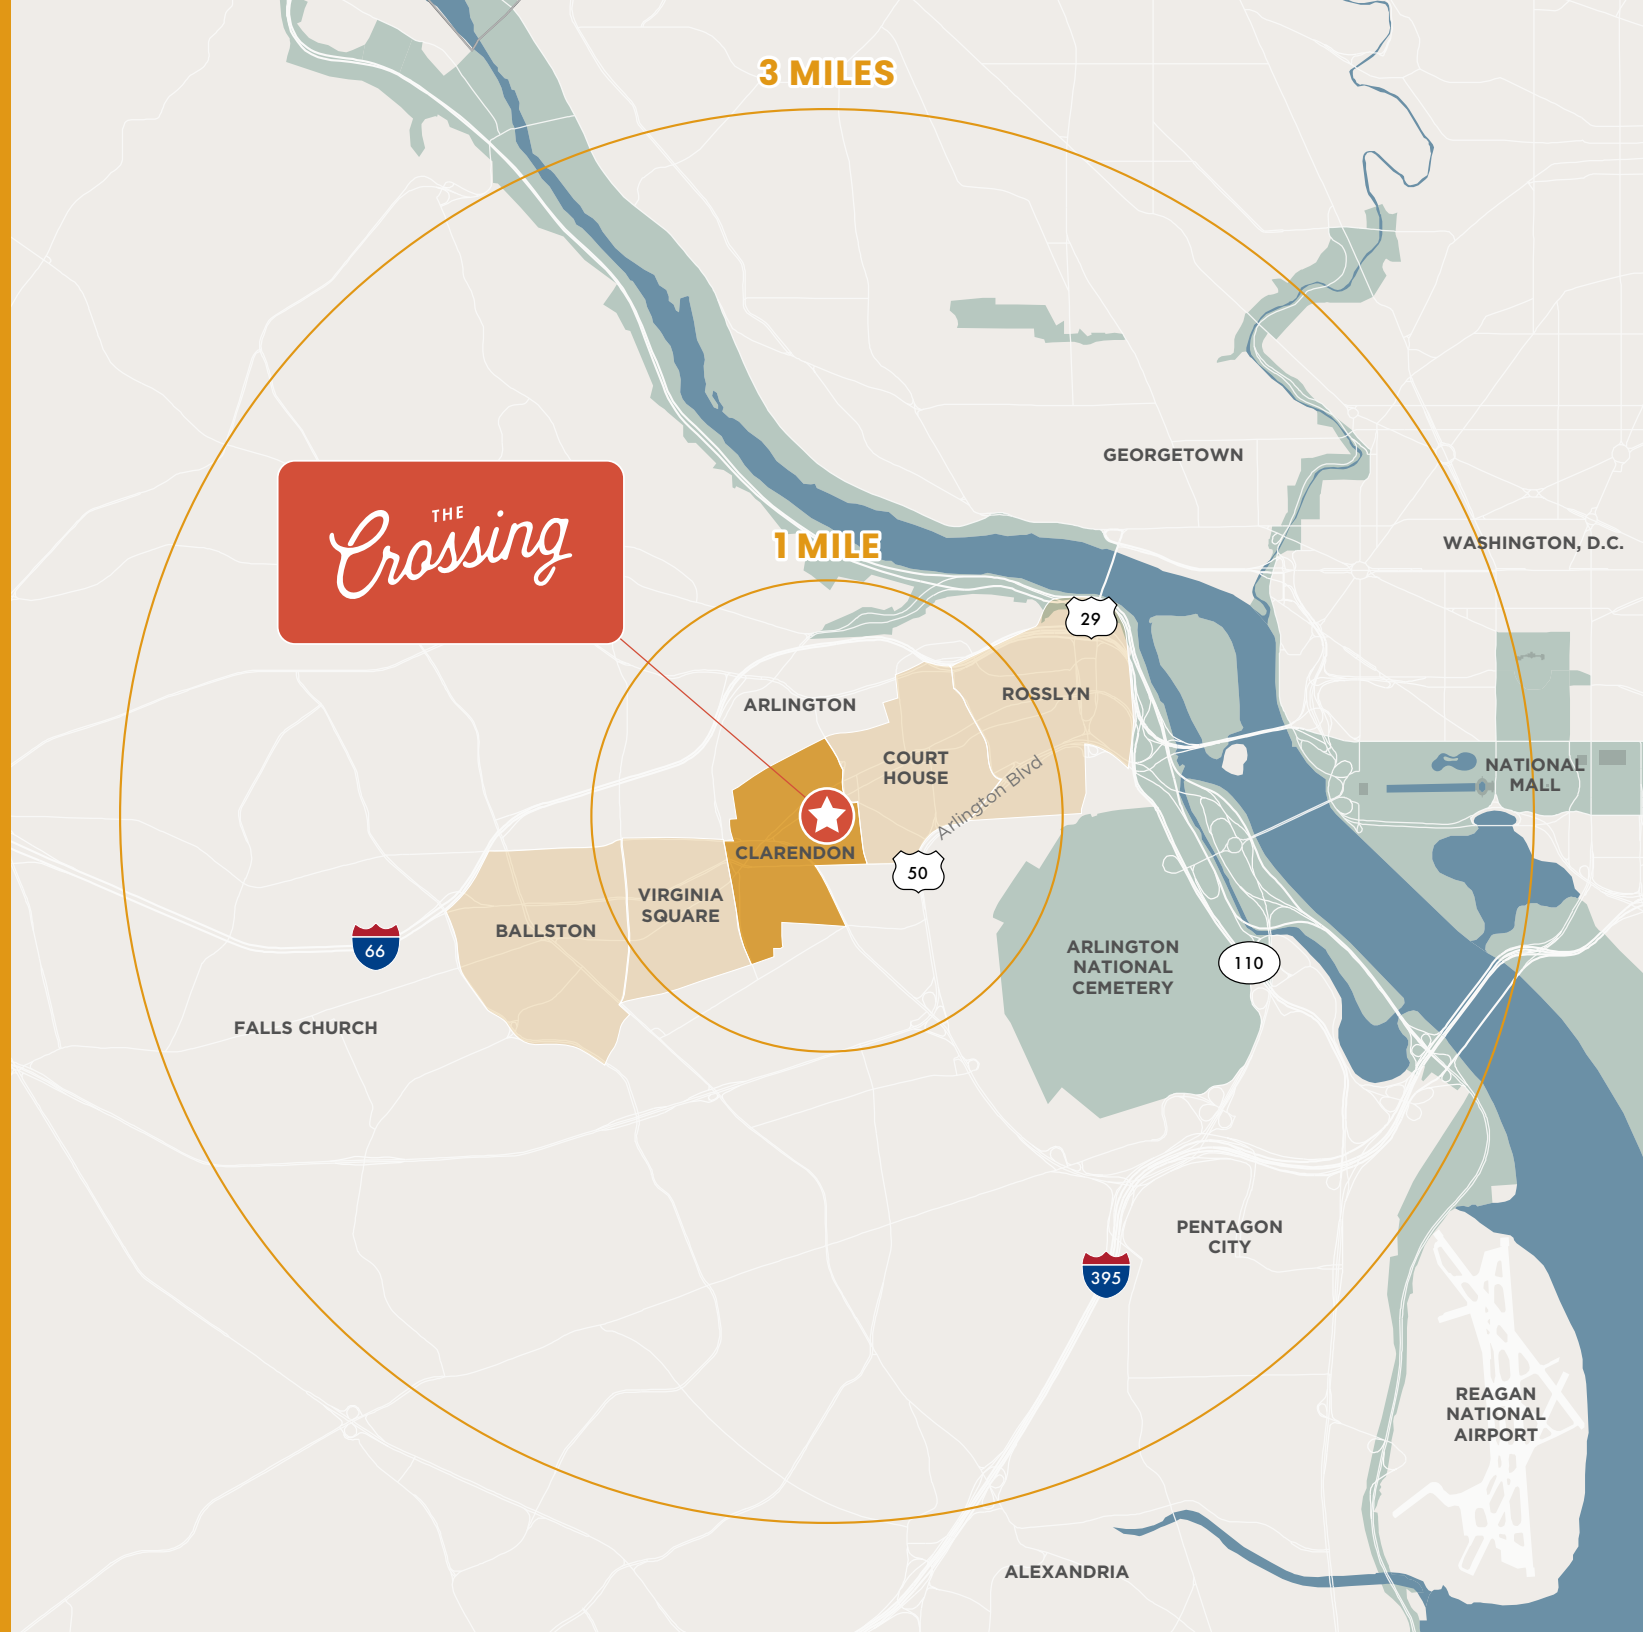 3 MILES
GEORGETOWN
THE
Crossing
1 MILE
WASHINGTON, D.C.
29
ARLINGTON
ROSSLYN
COURT
HOUSE
Arlington Blvd
NATIONAL
MALL
CLARENDON
50
VIRGINIA
SQUARE
BALLSTON
66
ARLINGTON
NATIONAL
CEMETERY
110
FALLS CHURCH
PENTAGON
CITY
395
REAGAN
NATIONAL
AIRPORT
ALEXANDRIA